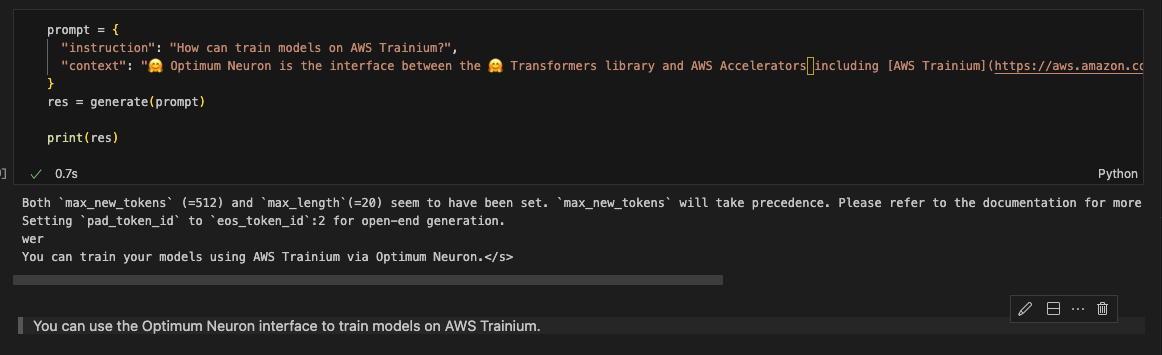 prompt = {
"instruction": "How can train models on AWS Trainium?",
"context": "🤗 Optimum Neuron is the interface between the 🤗 Transformers library and AWS Accelerators including [AWS Trainium](https://aws.amazon.co
}
res = generate(prompt)
print(res)
]
0.7s
Python
Both `max_new_tokens` (=512) and `max_length`(=20) seem to have been set. `max_new_tokens` will take precedence. Please refer to the documentation for more
Setting `pad_token_id` to `eos_token_id`:2 for open-end generation.
wer
You can train your models using AWS Trainium via Optimum Neuron.</s>
You can use the Optimum Neuron interface to train models on AWS Trainium.